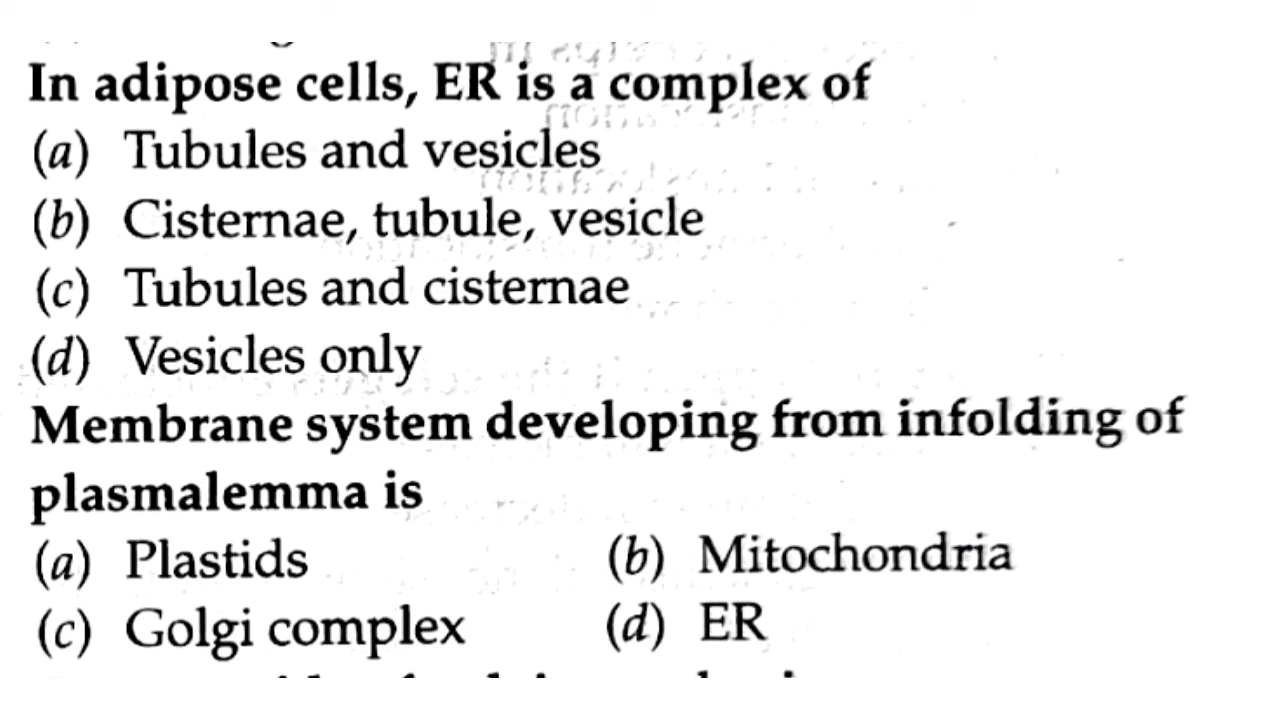 In adipose cells, ER is a complex of
(a) Tubules and vesicles
(b) Cisternae, tubule, vesicle
(c) Tubules and cisternae
(d) Vesicles only
Membrane system developing from infolding of
plasmalemma is
(a) Plastids (b) Mitochondria
(c) Golgi complex (d) ER